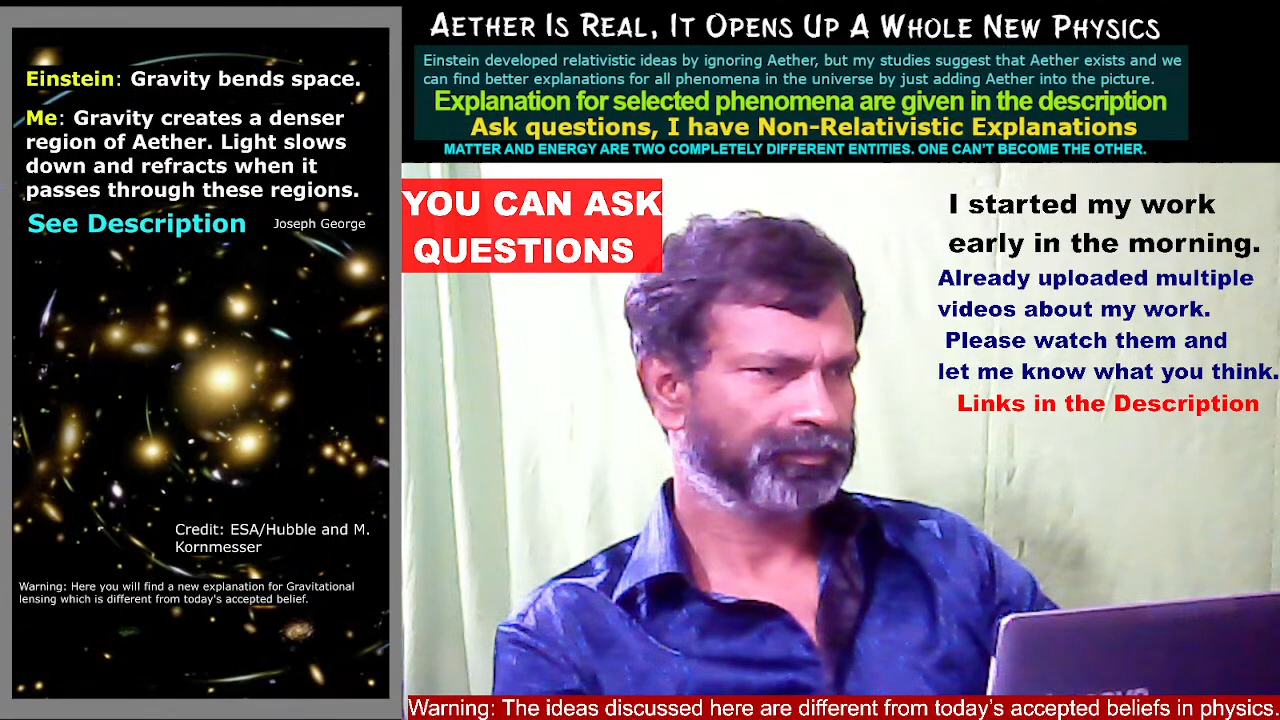 Einstein: Gravity bends space.
Me: Gravity creates a denser
region of Aether. Light slows
down and refracts when it
passes through these regions.
See Description
Joseph George
Credit: ESA/Hubble and M.
Kornmesser
Warning: Here you will find a new explanation for Gravitational
lensing which is different from today's accepted belief.
AETHER IS REAL, IT OPENS UP A WHOLE NEW PHYSICS
Einstein developed relativistic ideas by ignoring Aether, but my studies suggest that Aether exists and we
can find better explanations for all phenomena in the universe by just adding Aether into the picture.
Explanation for selected phenomena are given in the description
Ask questions, I have Non-Relativistic Explanations
MATTER AND ENERGY ARE TWO COMPLETELY DIFFERENT ENTITIES. ONE CAN'T BECOME THE OTHER.
YOU CAN ASK
QUESTIONS
I started my work
early in the morning.
Already uploaded multiple
videos about my work.
Please watch them and
let me know what you think.
Links in the Description
Warning: The ideas discussed here are different from today's accepted beliefs in physics.